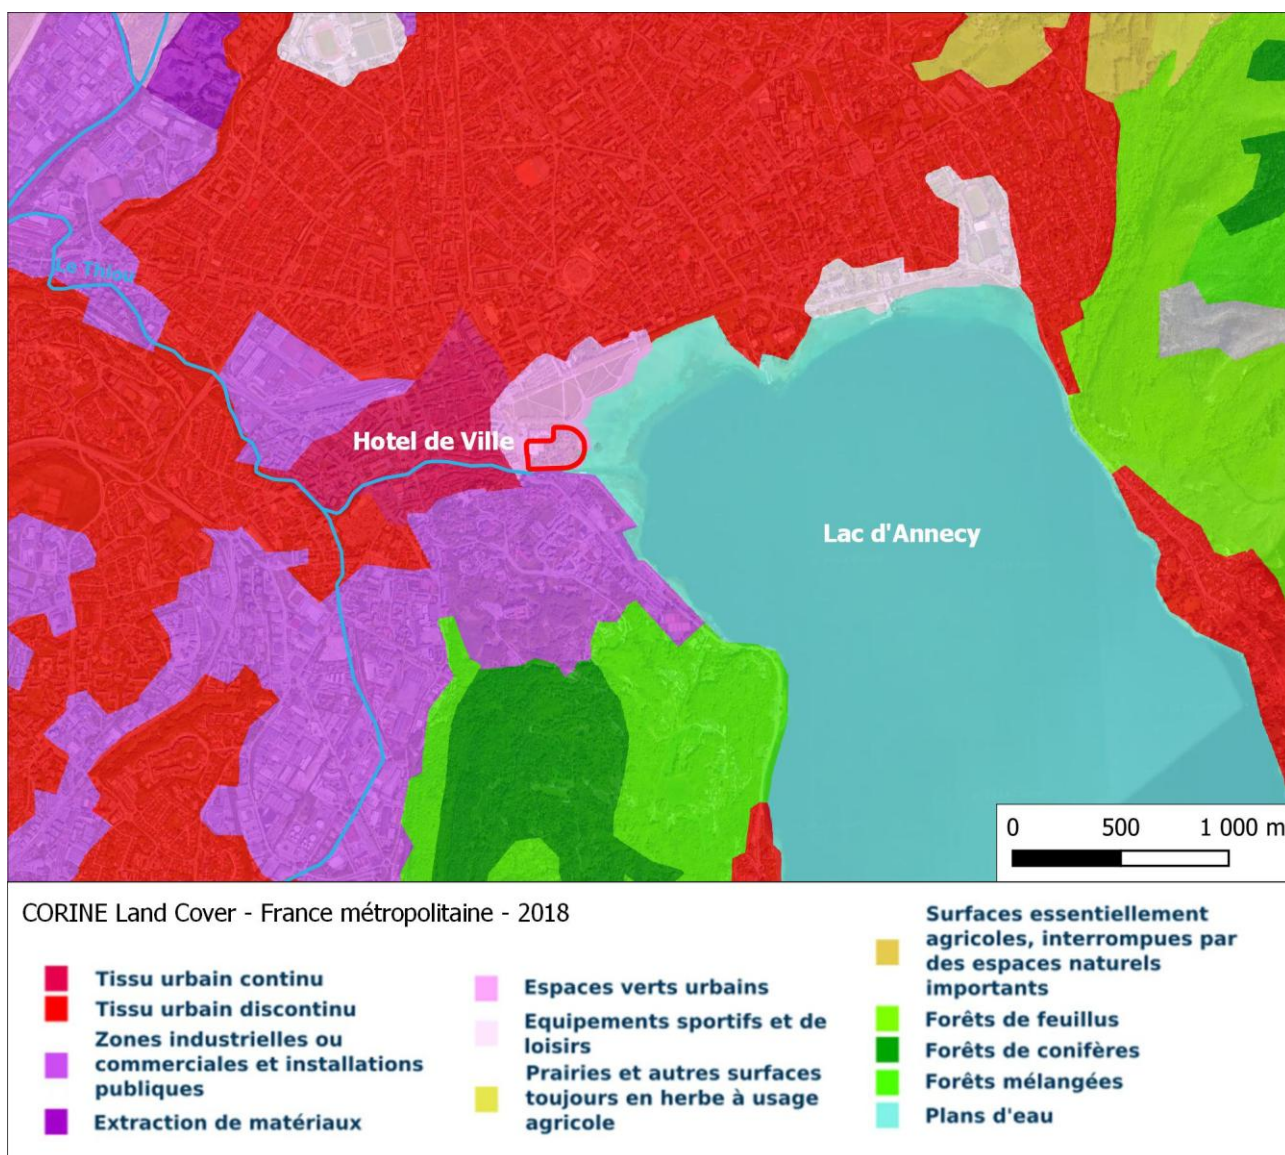 Le Thiou
Hotel de Ville
Lac d'Annecy
0 500 1 000 m
CORINE Land Cover - France métropolitaine - 2018
Tissu urbain continu
Tissu urbain discontinu
Zones industrielles ou
commerciales et installations
publiques
Extraction de matériaux
Espaces verts urbains
Equipements sportifs et de
loisirs
Prairies et autres surfaces
toujours en herbe à usage
agricole
Surfaces essentiellement
agricoles, interrompues par
des espaces naturels
importants
Forêts de feuillus
Forêts de conifères
Forêts mélangées
Plans d'eau